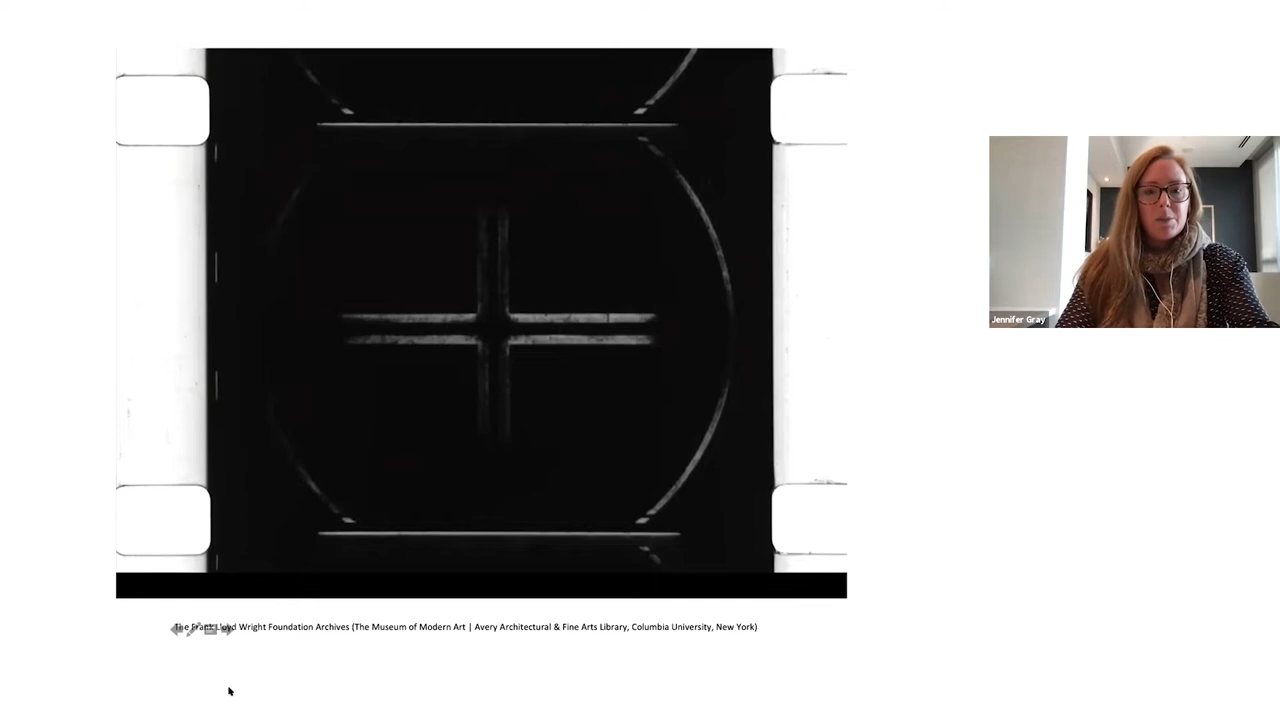 Jennifer Gray
The Frank Lloyd Wright Foundation Archives (The Museum of Modern Art | Avery Architectural & Fine Arts Library, Columbia University, New York)